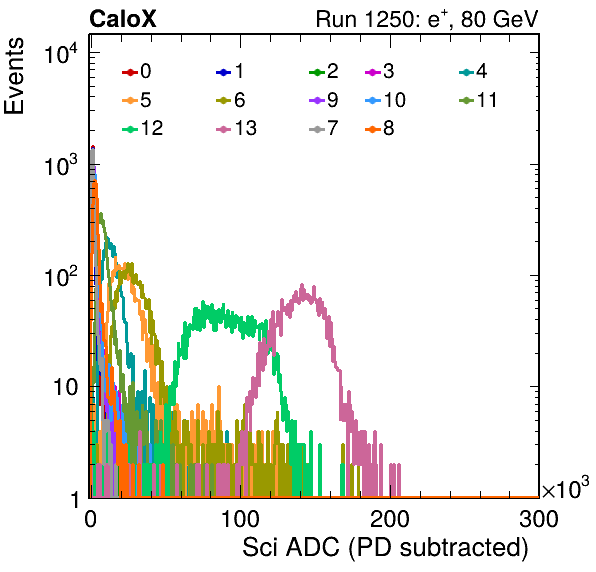 CaloX Run 1250: e⁺, 80 GeV
Events
10⁴
0 1 2 3 4
5 6 9 10 11
12 13 7 8
10³
10²
10
1
0 100 200 300
×10³
Sci ADC (PD subtracted)